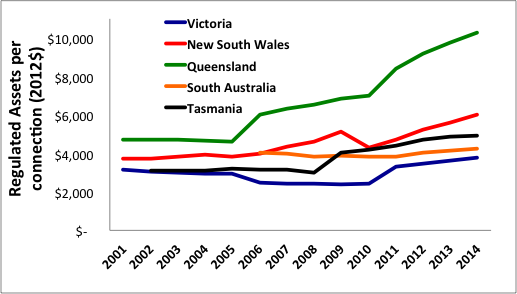 Regulated Assets per
connection (2012$)
$10,000
$8,000
$6,000
$4,000
$2,000
$-
Victoria
New South Wales
Queensland
South Australia
Tasmania
2001
2002
2003
2004
2005
2006
2007
2008
2009
2010
2011
2012
2013
2014